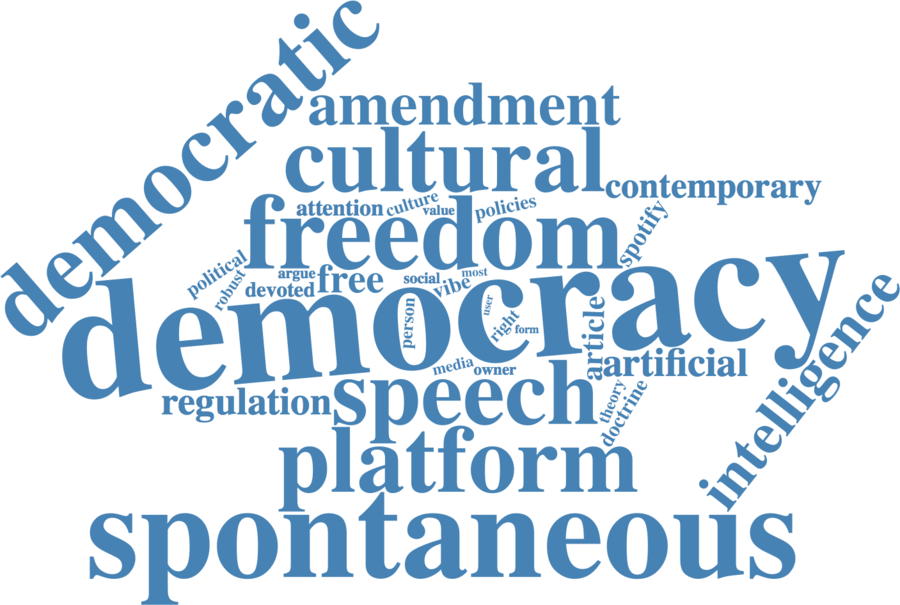 democratic
amendment
cultural
contemporary
attention
culture
value
policies
spotify
freedom
political
robust
argue
devoted
free
social
most
vibe
democracy
person
user
right
form
article
intelligence
media
owner
artificial
regulation
speech
theory
doctrine
platform
spontaneous